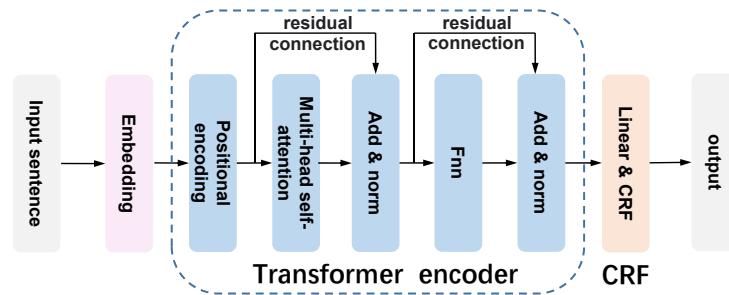 residual
connection
residual
connection
Input sentence
Embedding
Positional
encoding
Multi-head self-
attention
Add & norm
Fnn
Add & norm
Linear & CRF
output
Transformer encoder
CRF